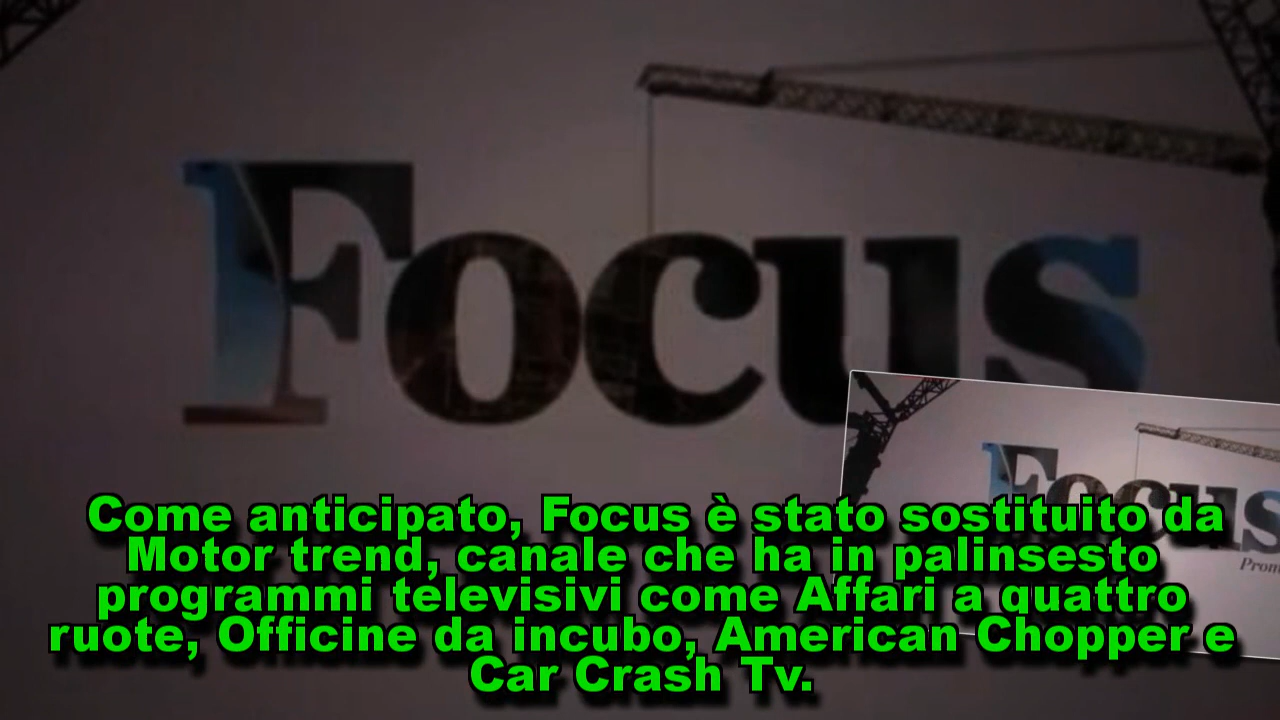 Focus
Focus
Prom
Come anticipato, Focus è stato sostituito da
Motor trend, canale che ha in palinsesto
programmi televisivi come Affari a quattro
ruote, Officine da incubo, American Chopper e
Car Crash Tv.